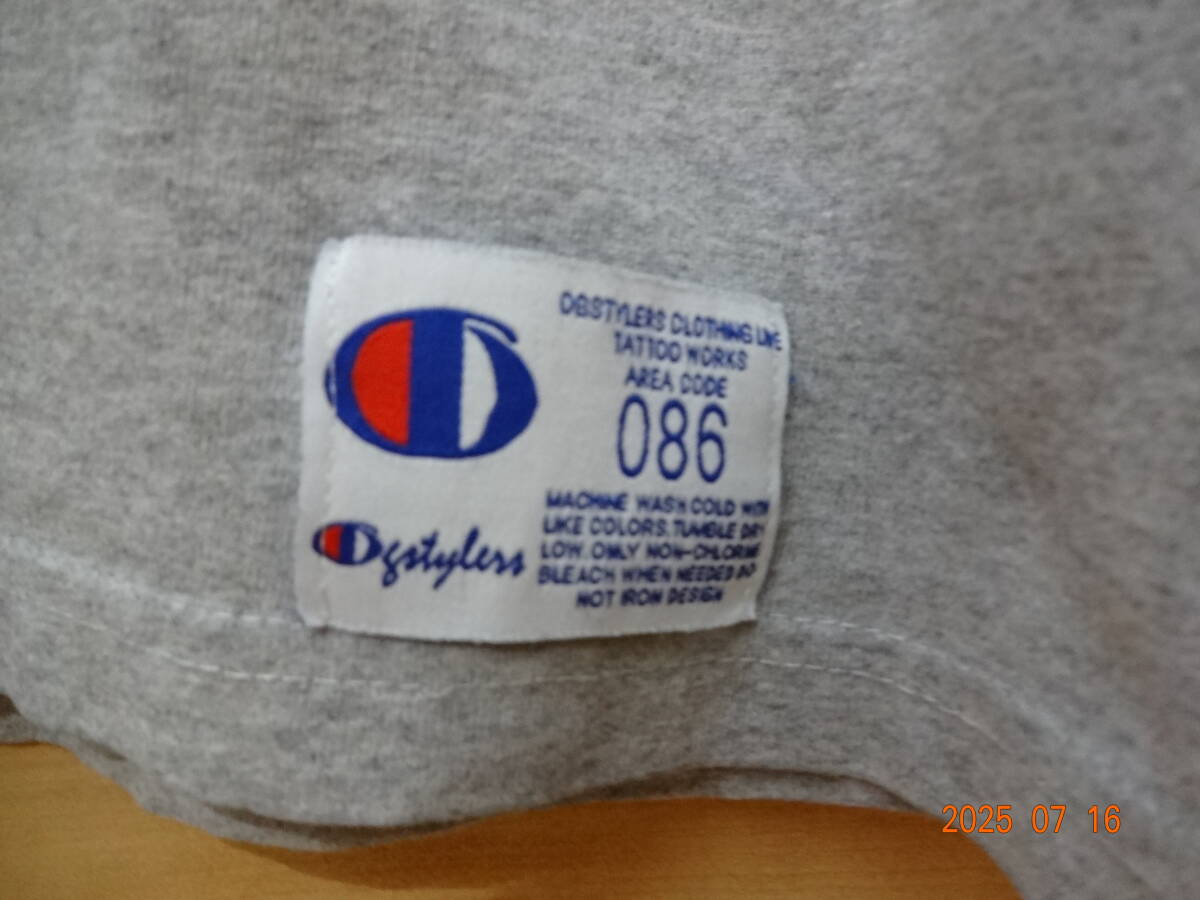 DGSTYLERS CLOTHING LINE
TATTOO WORKS
AREA CODE
086
MACHINE WASH COLD WITH
LIKE COLORS.TUMBLE DRY
LOW.ONLY NON-CHLORINE
BLEACH WHEN NEEDED DO
NOT IRON DESIGN
Dgstylers
2025 07 16